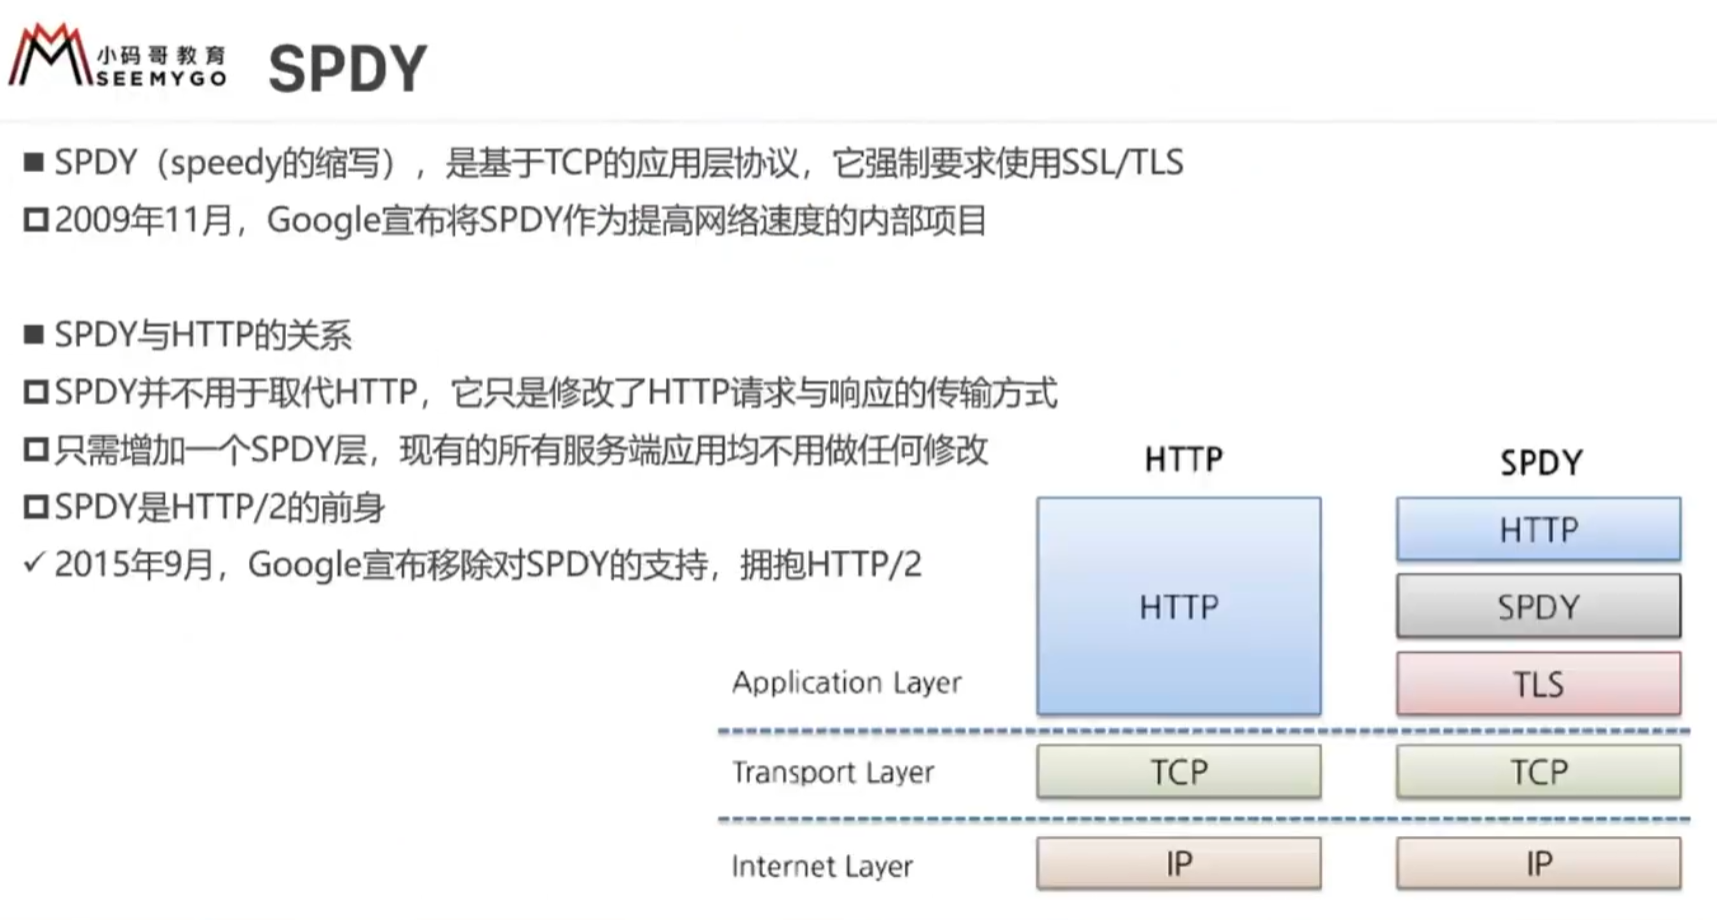 小码哥教育
SEEMYGO
SPDY
■ SPDY（speedy的缩写），是基于TCP的应用层协议，它强制要求使用SSL/TLS
2009年11月，Google宣布将SPDY作为提高网络速度的内部项目
■ SPDY与HTTP的关系
SPDY并不用于取代HTTP，它只是修改了HTTP请求与响应的传输方式
只需增加一个SPDY层，现有的所有服务端应用均不用做任何修改
SPDY是HTTP/2的前身
✓ 2015年9月，Google宣布移除对SPDY的支持，拥抱HTTP/2
HTTP SPDY
HTTP
HTTP SPDY
Application Layer TLS
Transport Layer TCP TCP
Internet Layer IP IP